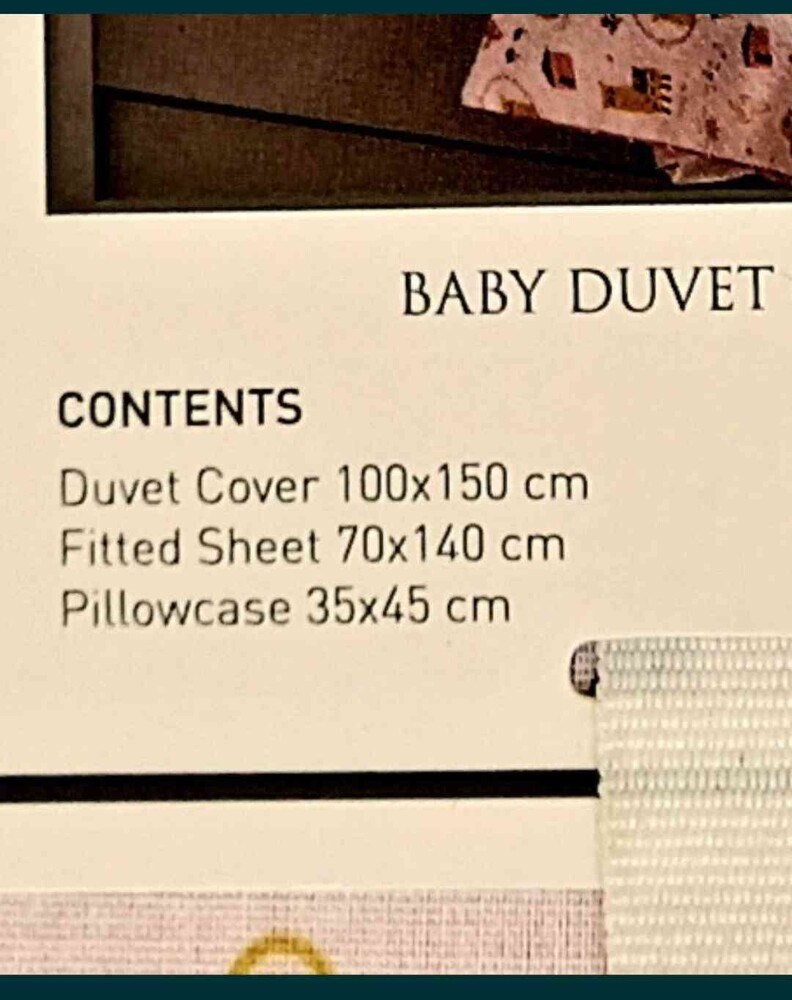 BABY DUVET
CONTENTS
Duvet Cover 100x150 cm
Fitted Sheet 70x140 cm
Pillowcase 35x45 cm